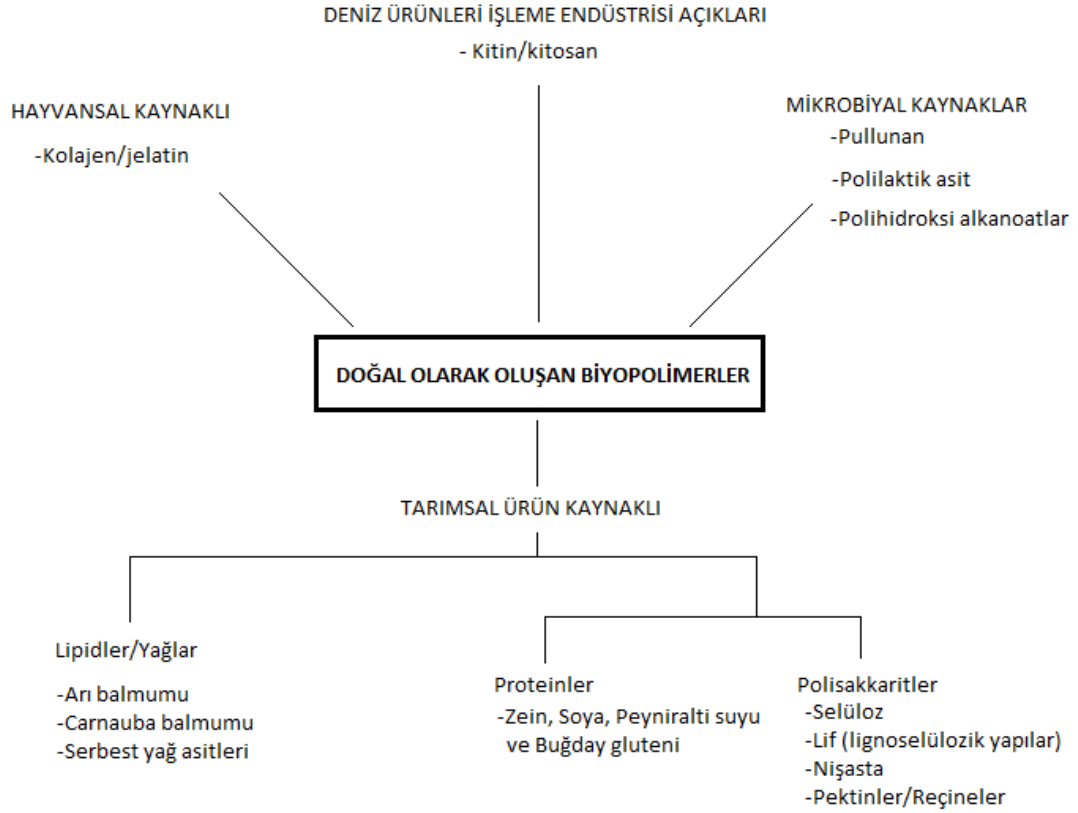 DENİZ ÜRÜNLERİ İŞLEME ENDÜSTRİSİ AÇIKLARI
- Kitin/kitosan
HAYVANSAL KAYNAKLI
-Kolajen/jelatin
MİKROBİYAL KAYNAKLAR
-Pullunan
-Polilaktik asit
-Polihidroksi alkanoatlar
DOĞAL OLARAK OLUŞAN BİYOPOLİMERLER
TARIMSAL ÜRÜN KAYNAKLI
Lipidler/Yağlar
-Arı balmumu
-Carnauba balmumu
-Serbest yağ asitleri
Proteinler
-Zein, Soya, Peyniralti suyu
ve Buğday gluteni
Polisakkaritler
-Selüloz
-Lif (lignoselülozik yapılar)
-Nişasta
-Pektinler/Reçineler